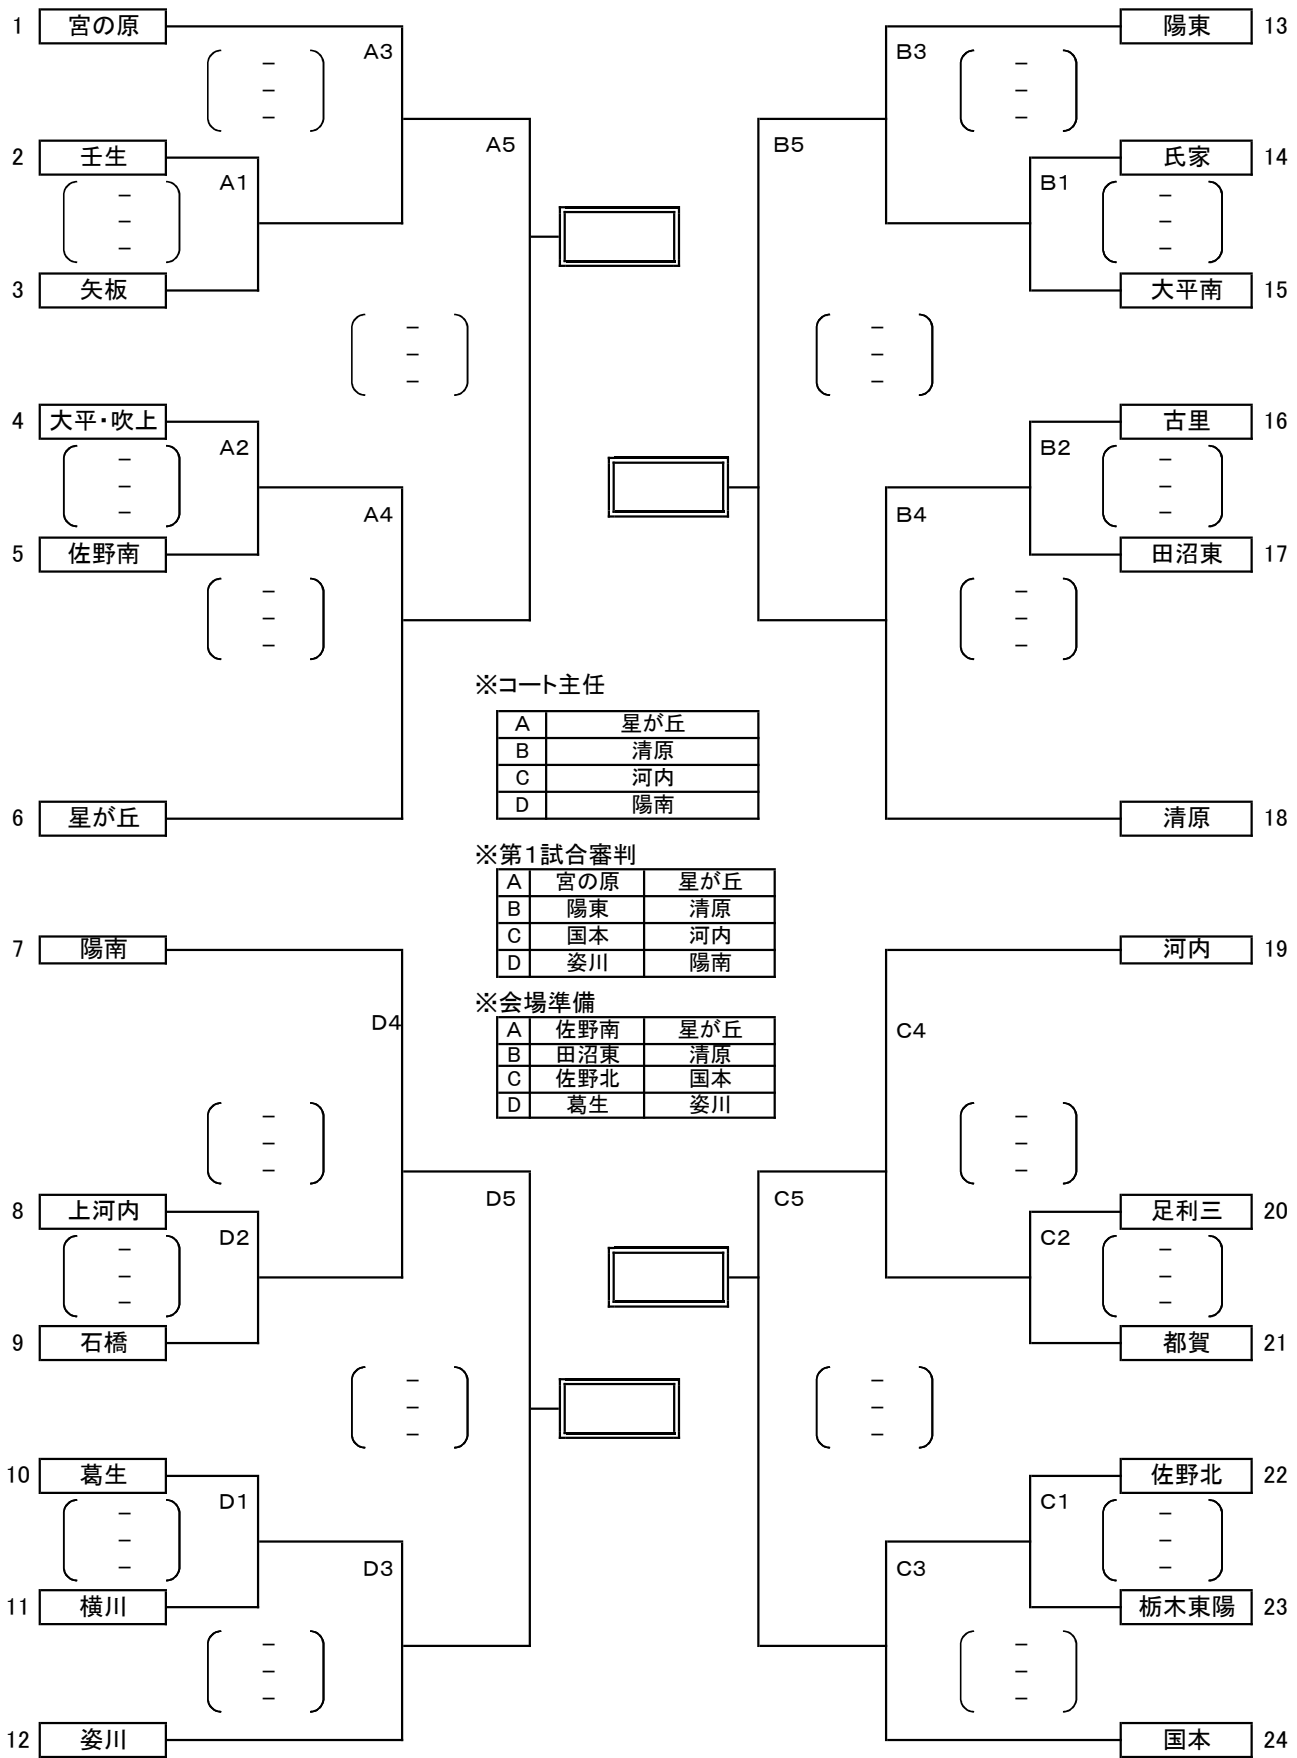 1 宮の原
A3
－
－
－
A5
2 壬生
A1
－
－
－
3 矢板
－
－
－
4 大平・吹上
A2
－
－
－
A4
5 佐野南
－
－
－
6 星が丘
陽東 13
B3
－
－
－
B5
氏家 14
B1
－
－
－
大平南 15
－
－
－
古里 16
B2
－
－
－
B4
田沼東 17
－
－
－
清原 18
※コート主任
A 星が丘
B 清原
C 河内
D 陽南
※第1試合審判
A 宮の原 星が丘
B 陽東 清原
C 国本 河内
D 姿川 陽南
※会場準備
A 佐野南 星が丘
B 田沼東 清原
C 佐野北 国本
D 葛生 姿川
7 陽南
D4
－
－
－
D5
8 上河内
D2
－
－
－
9 石橋
－
－
－
10 葛生
D1
－
－
－
D3
11 横川
－
－
－
12 姿川
河内 19
C4
－
－
－
C5
足利三 20
C2
－
－
－
都賀 21
－
－
－
佐野北 22
C1
－
－
－
C3
栃木東陽 23
－
－
－
国本 24